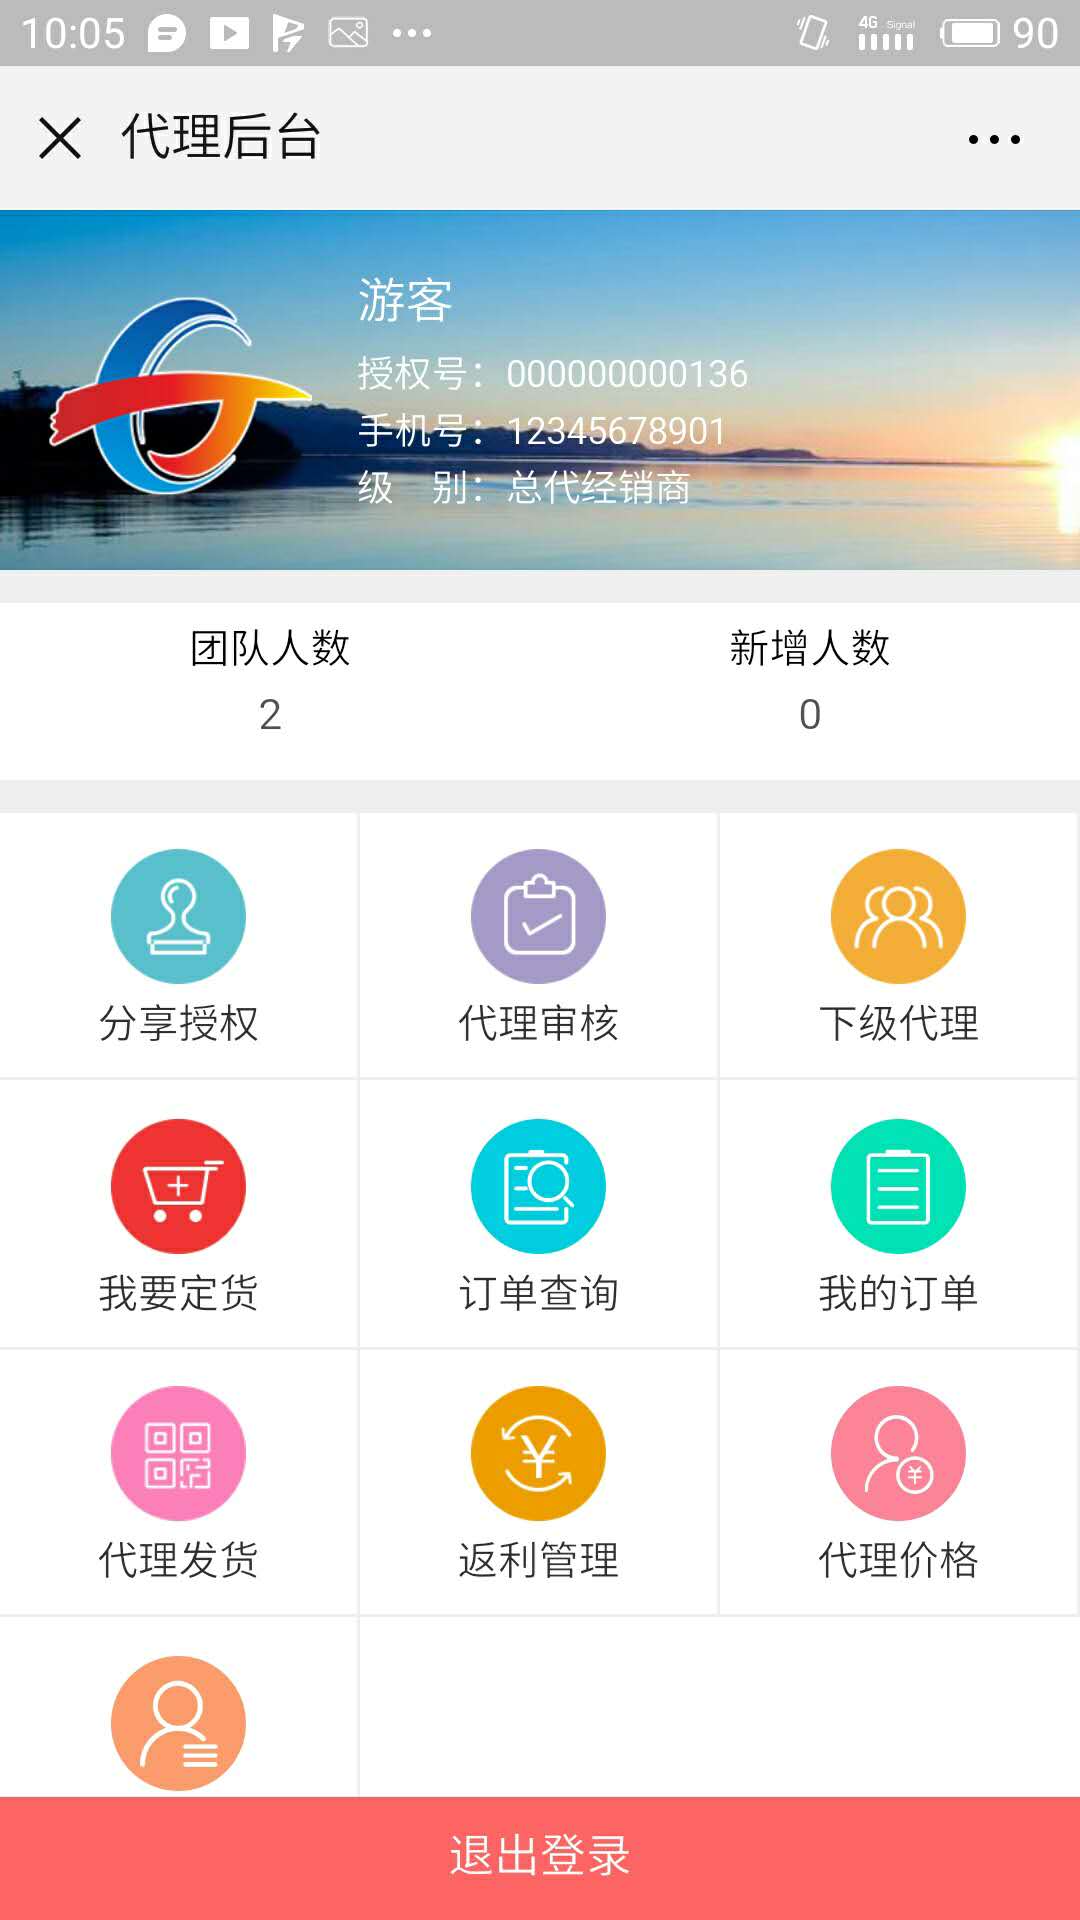 10:05
4G Signal
90
代理后台
游客
授权号：000000000136
手机号：12345678901
级 别：总代经销商
团队人数
新增人数
2
0
分享授权
代理审核
下级代理
我要定货
订单查询
我的订单
代理发货
返利管理
代理价格
退出登录